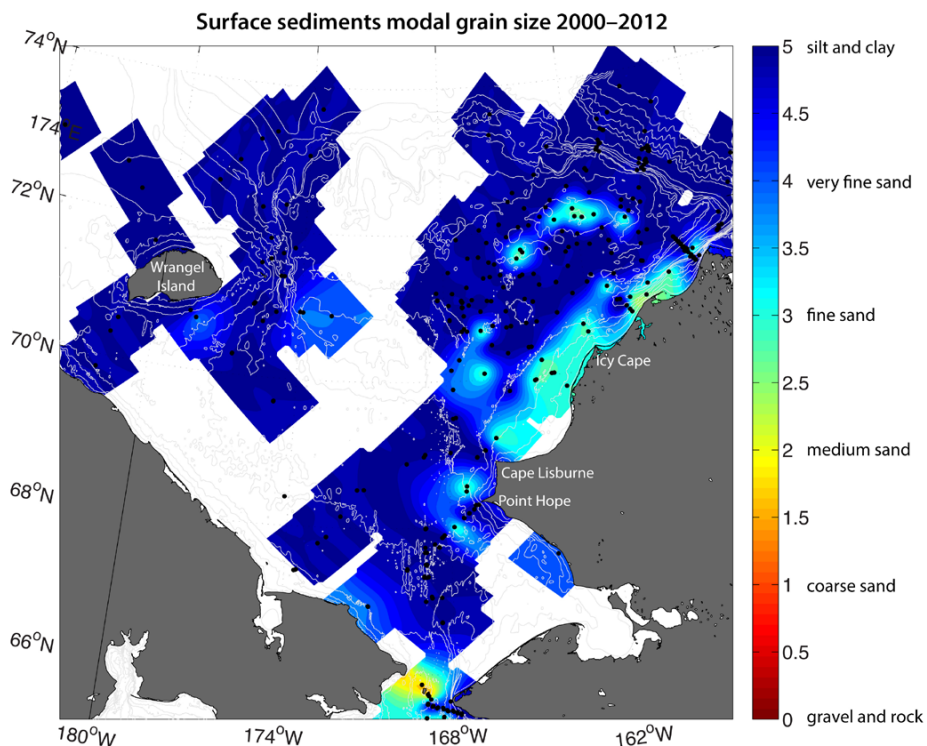 Surface sediments modal grain size 2000–2012
74°N
174°E
72°N
70°N
68°N
66°N
180°W
174°W
168°W
162°W
Wrangel
Island
Icy Cape
Cape Lisburne
Point Hope
5 silt and clay
4.5
4 very fine sand
3.5
3 fine sand
2.5
2 medium sand
1.5
1 coarse sand
0.5
0 gravel and rock